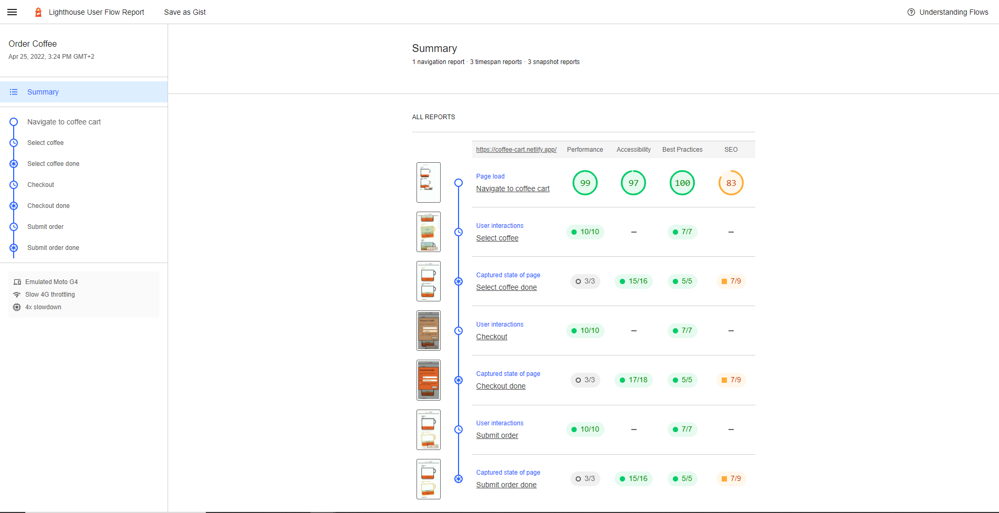 Lighthouse User Flow Report
Save as Gist
Understanding Flows
Order Coffee
Apr 25, 2022, 3:24 PM GMT+2
Summary
Navigate to coffee cart
Select coffee
Select coffee done
Checkout
Checkout done
Submit order
Submit order done
Emulated Moto G4
Slow 4G throttling
4x slowdown
Summary
1 navigation report · 3 timespan reports · 3 snapshot reports
ALL REPORTS
https://coffee-cart.netlify.app/ Performance Accessibility Best Practices SEO
Page load
Navigate to coffee cart
99 97 100 83
User interactions
Select coffee
10/10 – 7/7 –
Captured state of page
Select coffee done
3/3 15/16 5/5 7/9
User interactions
Checkout
10/10 – 7/7 –
Captured state of page
Checkout done
3/3 17/18 5/5 7/9
User interactions
Submit order
10/10 – 7/7 –
Captured state of page
Submit order done
3/3 15/16 5/5 7/9